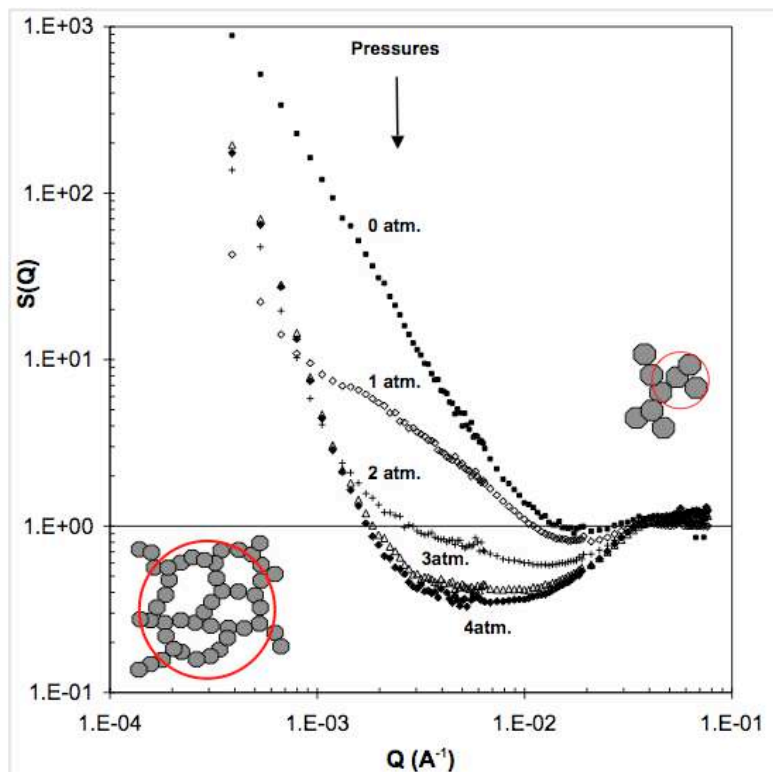 1.E+03
Pressures
1.E+02
0 atm.
S(Q)
1.E+01
1 atm.
2 atm.
1.E+00
3atm.
4atm.
1.E-01
1.E-04
1.E-03
1.E-02
1.E-01
Q (A-1)